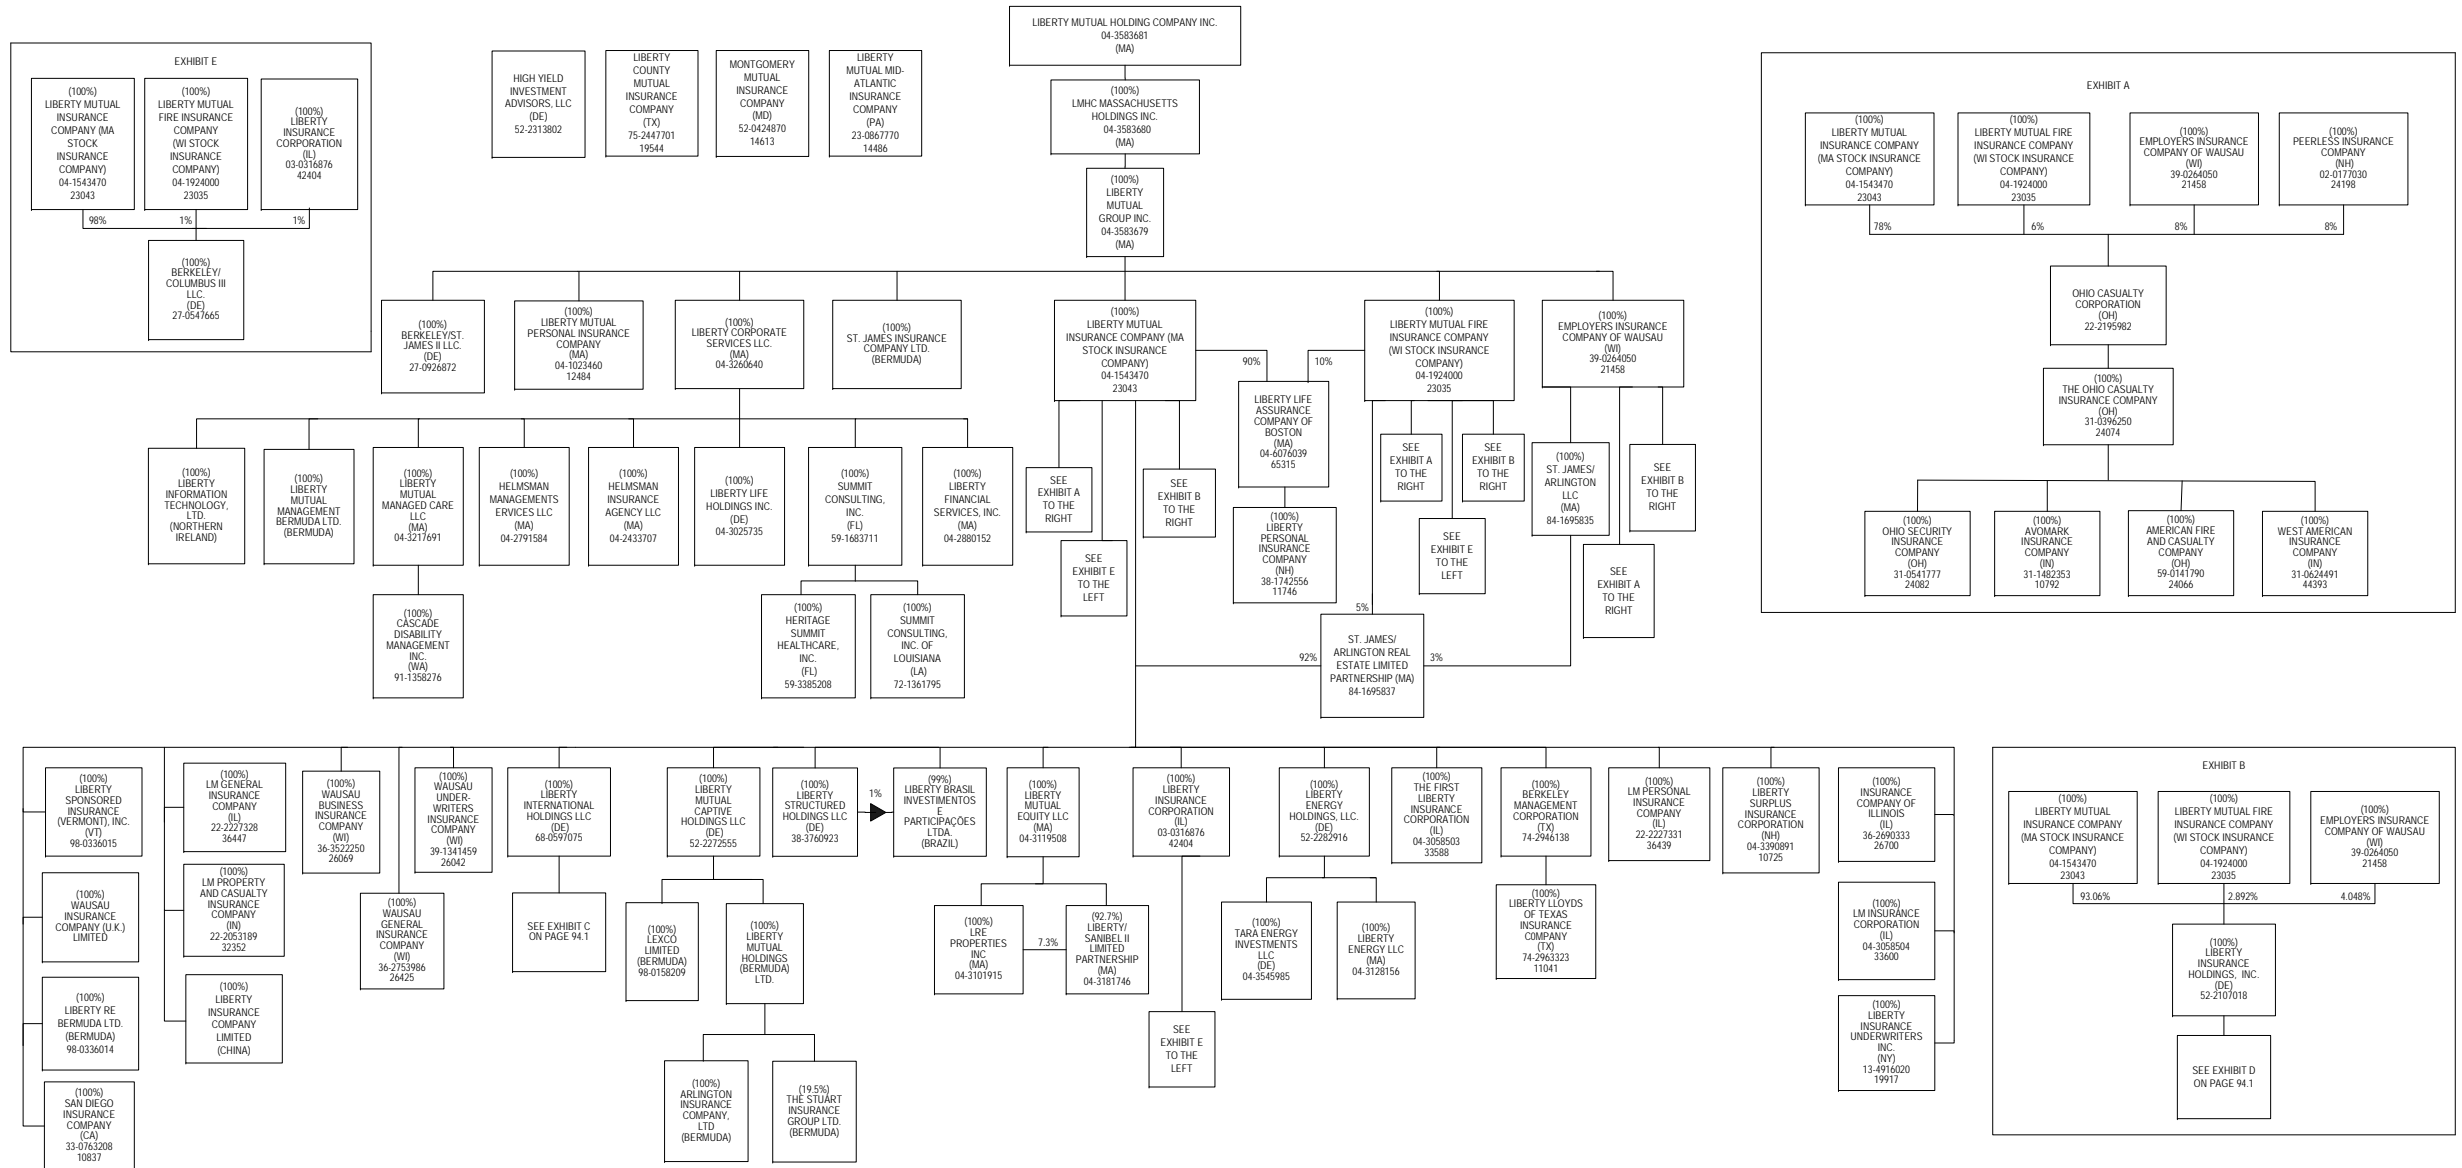 LIBERTY MUTUAL HOLDING COMPANY INC.
04-3583681
(MA)
EXHIBIT E
(100%)
LIBERTY MUTUAL
INSURANCE
COMPANY (MA
STOCK
INSURANCE
COMPANY)
04-1543470
23043
(100%)
LIBERTY MUTUAL
FIRE INSURANCE
COMPANY
(WI STOCK
INSURANCE
COMPANY)
04-1924000
23035
(100%)
LIBERTY
INSURANCE
CORPORATION
(IL)
03-0316876
42404
98%
1%
1%
(100%)
BERKELEY/
COLUMBUS III
LLC.
(DE)
27-0547665
HIGH YIELD
INVESTMENT
ADVISORS, LLC
(DE)
52-2313802
LIBERTY
COUNTY
MUTUAL
INSURANCE
COMPANY
(TX)
75-2447701
19544
MONTGOMERY
MUTUAL
INSURANCE
COMPANY
(MD)
52-0424870
14613
LIBERTY
MUTUAL MID-
ATLANTIC
INSURANCE
COMPANY
(PA)
23-0867770
14486
(100%)
LMHC MASSACHUSETTS
HOLDINGS INC.
04-3583680
(MA)
(100%)
LIBERTY
MUTUAL
GROUP INC.
04-3583679
(MA)
EXHIBIT A
(100%)
LIBERTY MUTUAL
INSURANCE COMPANY
(MA STOCK INSURANCE
COMPANY)
04-1543470
23043
(100%)
LIBERTY MUTUAL FIRE
INSURANCE COMPANY
(WI STOCK INSURANCE
COMPANY)
04-1924000
23035
(100%)
EMPLOYERS INSURANCE
COMPANY OF WAUSAU
(WI)
39-0264050
21458
(100%)
PEERLESS INSURANCE
COMPANY
(NH)
02-0177030
24198
78%
6%
8%
8%
OHIO CASUALTY
CORPORATION
(OH)
22-2195982
(100%)
THE OHIO CASUALTY
INSURANCE COMPANY
(OH)
31-0396250
24074
(100%)
OHIO SECURITY
INSURANCE
COMPANY
(OH)
31-0541777
24082
(100%)
AVOMARK
INSURANCE
COMPANY
(IN)
31-1482353
10792
(100%)
AMERICAN FIRE
AND CASUALTY
COMPANY
(OH)
59-0141790
24066
(100%)
WEST AMERICAN
INSURANCE
COMPANY
(IN)
31-0624491
44393
(100%)
BERKELEY/ST.
JAMES II LLC.
(DE)
27-0926872
(100%)
LIBERTY MUTUAL
PERSONAL INSURANCE
COMPANY
(MA)
04-1023460
12484
(100%)
LIBERTY CORPORATE
SERVICES LLC.
(MA)
04-3260640
(100%)
ST. JAMES INSURANCE
COMPANY LTD.
(BERMUDA)
(100%)
LIBERTY MUTUAL
INSURANCE COMPANY (MA
STOCK INSURANCE
COMPANY)
04-1543470
23043
(100%)
LIBERTY MUTUAL FIRE
INSURANCE COMPANY
(WI STOCK INSURANCE
COMPANY)
04-1924000
23035
(100%)
EMPLOYERS INSURANCE
COMPANY OF WAUSAU
(WI)
39-0264050
21458
90%
10%
LIBERTY LIFE
ASSURANCE
COMPANY OF
BOSTON
(MA)
04-6076039
65315
(100%)
LIBERTY
PERSONAL
INSURANCE
COMPANY
(NH)
38-1742556
11746
SEE
EXHIBIT A
TO THE
RIGHT
SEE
EXHIBIT E
TO THE
LEFT
SEE
EXHIBIT B
TO THE
RIGHT
SEE
EXHIBIT A
TO THE
RIGHT
SEE
EXHIBIT E
TO THE
LEFT
SEE
EXHIBIT B
TO THE
RIGHT
(100%)
ST. JAMES/
ARLINGTON
LLC
(MA)
84-1695835
SEE
EXHIBIT A
TO THE
RIGHT
SEE
EXHIBIT B
TO THE
RIGHT
5%
92%
3%
ST. JAMES/
ARLINGTON REAL
ESTATE LIMITED
PARTNERSHIP (MA)
84-1695837
(100%)
LIBERTY
INFORMATION
TECHNOLOGY,
LTD.
(NORTHERN
IRELAND)
(100%)
LIBERTY
MUTUAL
MANAGEMENT
BERMUDA LTD.
(BERMUDA)
(100%)
LIBERTY
MUTUAL
MANAGED CARE
LLC
(MA)
04-3217691
(100%)
HELMSMAN
MANAGEMENTS
ERVICES LLC
(MA)
04-2791584
(100%)
HELMSMAN
INSURANCE
AGENCY LLC
(MA)
04-2433707
(100%)
LIBERTY LIFE
HOLDINGS INC.
(DE)
04-3025735
(100%)
SUMMIT
CONSULTING,
INC.
(FL)
59-1683711
(100%)
LIBERTY
FINANCIAL
SERVICES, INC.
(MA)
04-2880152
(100%)
CASCADE
DISABILITY
MANAGEMENT
INC.
(WA)
91-1358276
(100%)
HERITAGE
SUMMIT
HEALTHCARE,
INC.
(FL)
59-3385208
(100%)
SUMMIT
CONSULTING,
INC. OF
LOUISIANA
(LA)
72-1361795
(100%)
LIBERTY
SPONSORED
INSURANCE
(VERMONT), INC.
(VT)
98-0336015
(100%)
WAUSAU
INSURANCE
COMPANY (U.K.)
LIMITED
(100%)
LIBERTY RE
BERMUDA LTD.
(BERMUDA)
98-0336014
(100%)
SAN DIEGO
INSURANCE
COMPANY
(CA)
33-0763208
10837
(100%)
LM GENERAL
INSURANCE
COMPANY
(IL)
22-2227328
36447
(100%)
LM PROPERTY
AND CASUALTY
INSURANCE
COMPANY
(IN)
22-2053189
32352
(100%)
LIBERTY
INSURANCE
COMPANY
LIMITED
(CHINA)
(100%)
WAUSAU
BUSINESS
INSURANCE
COMPANY
(WI)
36-3522250
26069
(100%)
WAUSAU
GENERAL
INSURANCE
COMPANY
(WI)
36-2753986
26425
(100%)
WAUSAU
UNDER-
WRITERS
INSURANCE
COMPANY
(WI)
39-1341459
26042
(100%)
LIBERTY
INTERNATIONAL
HOLDINGS LLC
(DE)
68-0597075
SEE EXHIBIT C
ON PAGE 94.1
(100%)
LIBERTY
MUTUAL
CAPTIVE
HOLDINGS LLC
(DE)
52-2272555
(100%)
LEXCO
LIMITED
(BERMUDA)
98-0158209
(100%)
LIBERTY
MUTUAL
HOLDINGS
(BERMUDA)
LTD.
(100%)
ARLINGTON
INSURANCE
COMPANY,
LTD
(BERMUDA)
(19.5%)
THE STUART
INSURANCE
GROUP LTD.
(BERMUDA)
(100%)
LIBERTY
STRUCTURED
HOLDINGS LLC
(DE)
38-3760923
1%
(99%)
LIBERTY BRASIL
INVESTIMENTOS
E
PARTICIPAÇÕES
LTDA.
(BRAZIL)
(100%)
LIBERTY
MUTUAL
EQUITY LLC
(MA)
04-3119508
(100%)
LRE
PROPERTIES
INC
(MA)
04-3101915
7.3%
(92.7%)
LIBERTY/
SANIBEL II
LIMITED
PARTNERSHIP
(MA)
04-3181746
(100%)
LIBERTY
INSURANCE
CORPORATION
(IL)
03-0316876
42404
SEE
EXHIBIT E
TO THE
LEFT
(100%)
LIBERTY
ENERGY
HOLDINGS, LLC.
(DE)
52-2282916
(100%)
TARA ENERGY
INVESTMENTS
LLC
(DE)
04-3545985
(100%)
LIBERTY
ENERGY LLC
(MA)
04-3128156
(100%)
THE FIRST
LIBERTY
INSURANCE
CORPORATION
(IL)
04-3058503
33588
(100%)
BERKELEY
MANAGEMENT
CORPORATION
(TX)
74-2946138
(100%)
LIBERTY LLOYDS
OF TEXAS
INSURANCE
C0MPANY
(TX)
74-2963323
11041
(100%)
LM PERSONAL
INSURANCE
COMPANY
(IL)
22-2227331
36439
(100%)
LIBERTY
SURPLUS
INSURANCE
CORPORATION
(NH)
04-3390891
10725
(100%)
INSURANCE
COMPANY OF
ILLINOIS
(IL)
36-2690333
26700
(100%)
LM INSURANCE
CORPORATION
(IL)
04-3058504
33600
(100%)
LIBERTY
INSURANCE
UNDERWRITERS
INC.
(NY)
13-4916020
19917
EXHIBIT B
(100%)
LIBERTY MUTUAL
INSURANCE COMPANY
(MA STOCK INSURANCE
COMPANY)
04-1543470
23043
(100%)
LIBERTY MUTUAL FIRE
INSURANCE COMPANY
(WI STOCK INSURANCE
COMPANY)
04-1924000
23035
(100%)
EMPLOYERS INSURANCE
COMPANY OF WAUSAU
(WI)
39-0264050
21458
93.06%
2.892%
4.048%
(100%)
LIBERTY
INSURANCE
HOLDINGS, INC.
(DE)
52-2107018
SEE EXHIBIT D
ON PAGE 94.1